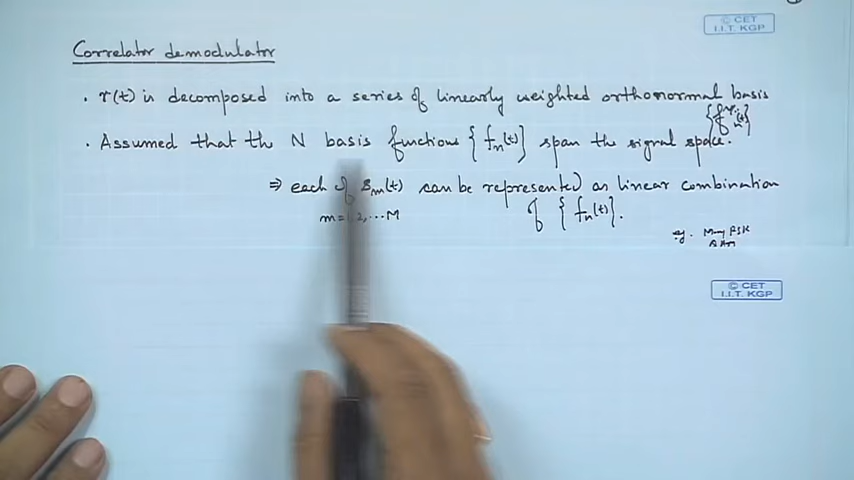 © CET
I.I.T. KGP
Correlator demodulator
· r(t) is decomposed into a series of linearly weighted orthonormal basis
{fn(t)}
· Assumed that the N basis functions {fn(t)} span the signal space.
⇒ each of Sm(t) can be represented as linear combination
m= 2,...M of {fn(t)}.
eg. M-ary FSK
QAM
© CET
I.I.T. KGP